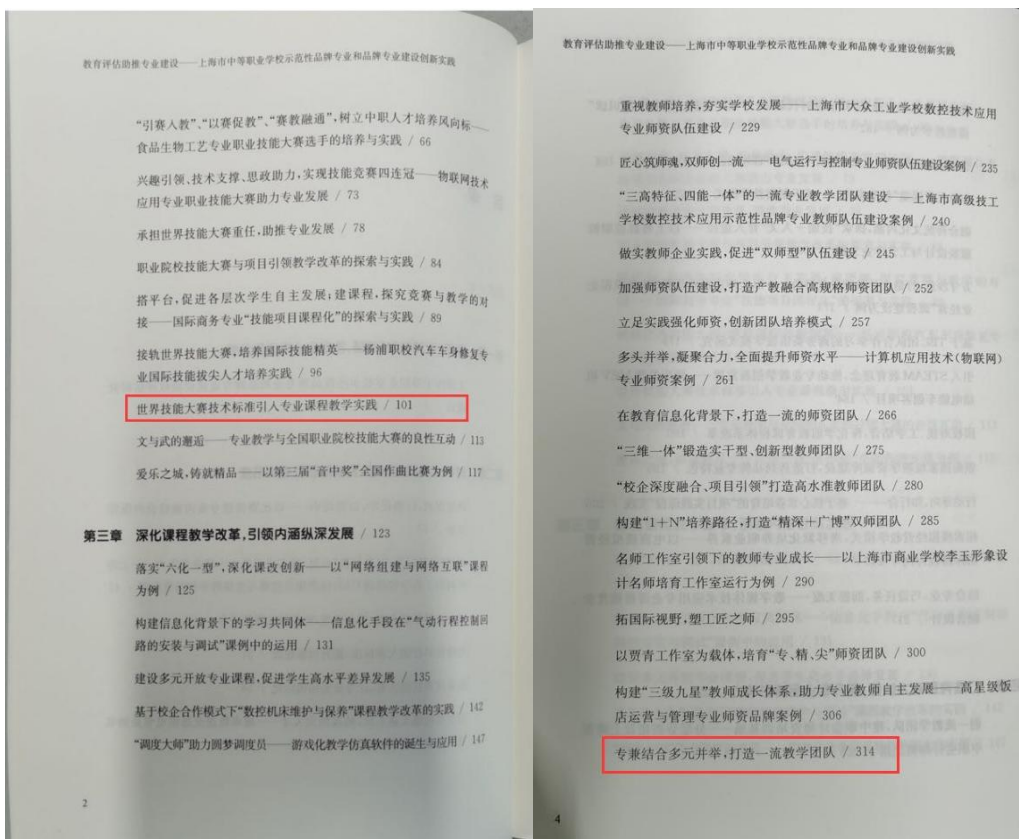 教育评估助推专业建设——上海市中等职业学校示范性品牌专业和品牌专业建设创新实践
“引赛入教”、“以赛促教”、“赛教融通”,树立中职人才培养风向标——
食品生物工艺专业职业技能大赛选手的培养与实践 / 66
兴趣引领、技术支撑、思政助力,实现技能竞赛四连冠——物联网技术
应用专业职业技能大赛助力专业发展 / 73
承担世界技能大赛重任,助推专业发展 / 78
职业院校技能大赛与项目引领教学改革的探索与实践 / 84
搭平台,促进各层次学生自主发展;建课程,探究竞赛与教学的对
接——国际商务专业“技能项目课程化”的探索与实践 / 89
接轨世界技能大赛,培养国际技能精英——杨浦职校汽车车身修复专
业国际技能拔尖人才培养实践 / 96
世界技能大赛技术标准引入专业课程教学实践 / 101
文与武的邂逅——专业教学与全国职业院校技能大赛的良性互动 / 113
爱乐之城,铸就精品——以第三届“音中奖”全国作曲比赛为例 / 117
第三章 深化课程教学改革,引领内涵纵深发展 / 123
落实“六化一型”,深化课改创新——以“网络组建与网络互联”课程
为例 / 125
构建信息化背景下的学习共同体——信息化手段在“气动行程控制回
路的安装与调试”课例中的运用 / 131
建设多元开放专业课程,促进学生高水平差异发展 / 135
基于校企合作模式下“数控机床维护与保养”课程教学改革的实践 / 142
“调度大师”助力圆梦调度员——游戏化教学仿真软件的诞生与应用 / 147
2
教育评估助推专业建设——上海市中等职业学校示范性品牌专业和品牌专业建设创新实践
重视教师培养,夯实学校发展——上海市大众工业学校数控技术应用
专业师资队伍建设 / 229
匠心筑师魂,双师创一流——电气运行与控制专业师资队伍建设案例 / 235
“三高特征、四能一体”的一流专业教学团队建设——上海市高级技工
学校数控技术应用示范性品牌专业教师队伍建设案例 / 240
做实教师企业实践,促进“双师型”队伍建设 / 245
加强师资队伍建设,打造产教融合高规格师资团队 / 252
立足实践强化师资,创新团队培养模式 / 257
多头并举,凝聚合力,全面提升师资水平——计算机应用技术(物联网)
专业师资案例 / 261
在教育信息化背景下,打造一流的师资团队 / 266
“三维一体”锻造实干型、创新型教师团队 / 275
“校企深度融合、项目引领”打造高水准教师团队 / 280
构建“1+N”培养路径,打造“精深+广博”双师团队 / 285
名师工作室引领下的教师专业成长——以上海市商业学校李玉形象设
计名师培育工作室运行为例 / 290
拓国际视野,塑工匠之师 / 295
以贾青工作室为载体,培育“专、精、尖”师资团队 / 300
构建“三级九星”教师成长体系,助力专业教师自主发展——高星级饭
店运营与管理专业师资品牌案例 / 306
专兼结合多元并举,打造一流教学团队 / 314
4